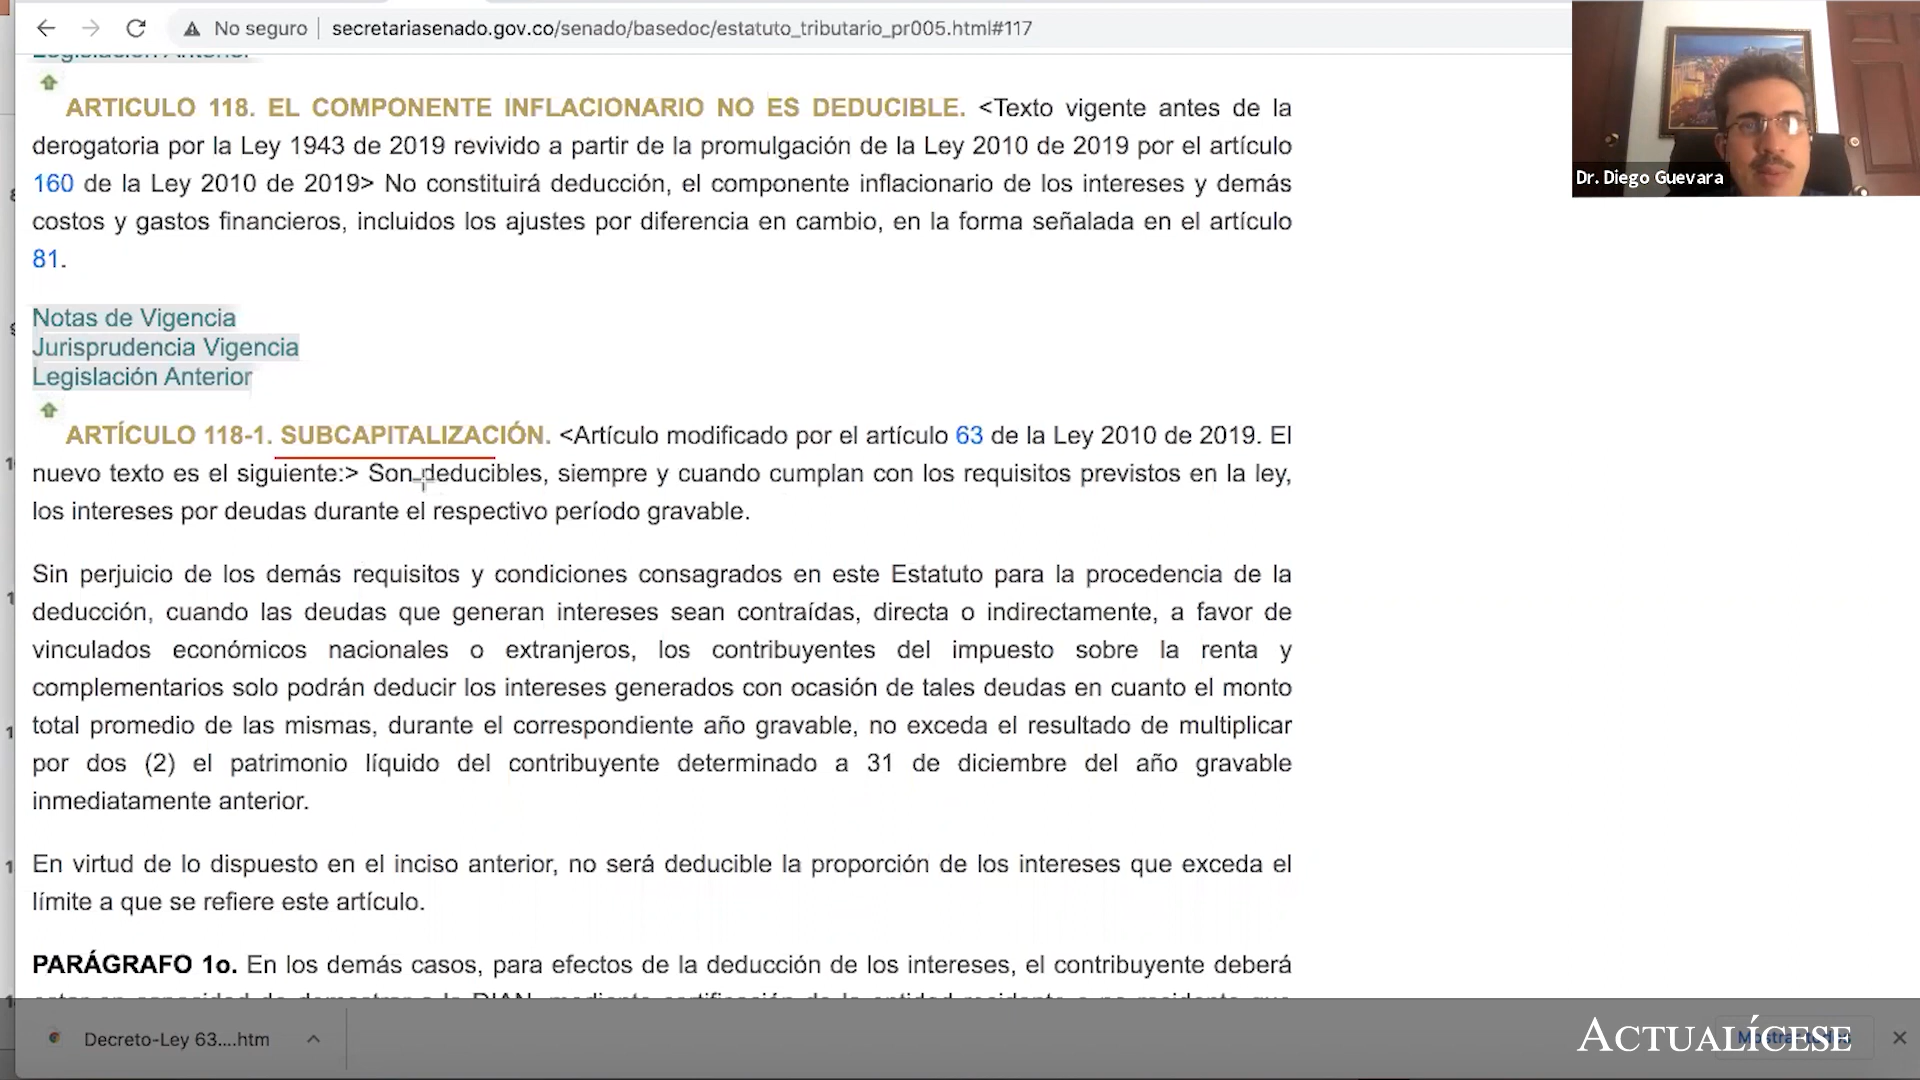 No seguro
secretariasenado.gov.co/senado/basedoc/estatuto_tributario_pr005.html#117
Legislación Anterior
ARTICULO 118. EL COMPONENTE INFLACIONARIO NO ES DEDUCIBLE. <Texto vigente antes de la
derogatoria por la Ley 1943 de 2019 revivido a partir de la promulgación de la Ley 2010 de 2019 por el artículo
160 de la Ley 2010 de 2019> No constituirá deducción, el componente inflacionario de los intereses y demás
costos y gastos financieros, incluidos los ajustes por diferencia en cambio, en la forma señalada en el artículo
81.
Notas de Vigencia
Jurisprudencia Vigencia
Legislación Anterior
ARTÍCULO 118-1. SUBCAPITALIZACIÓN. <Artículo modificado por el artículo 63 de la Ley 2010 de 2019. El
nuevo texto es el siguiente:> Son deducibles, siempre y cuando cumplan con los requisitos previstos en la ley,
los intereses por deudas durante el respectivo período gravable.
Sin perjuicio de los demás requisitos y condiciones consagrados en este Estatuto para la procedencia de la
deducción, cuando las deudas que generan intereses sean contraídas, directa o indirectamente, a favor de
vinculados económicos nacionales o extranjeros, los contribuyentes del impuesto sobre la renta y
complementarios solo podrán deducir los intereses generados con ocasión de tales deudas en cuanto el monto
total promedio de las mismas, durante el correspondiente año gravable, no exceda el resultado de multiplicar
por dos (2) el patrimonio líquido del contribuyente determinado a 31 de diciembre del año gravable
inmediatamente anterior.
En virtud de lo dispuesto en el inciso anterior, no será deducible la proporción de los intereses que exceda el
límite a que se refiere este artículo.
PARÁGRAFO 1o. En los demás casos, para efectos de la deducción de los intereses, el contribuyente deberá
Decreto-Ley 63....htm
Dr. Diego Guevara
ACTUALÍCESE